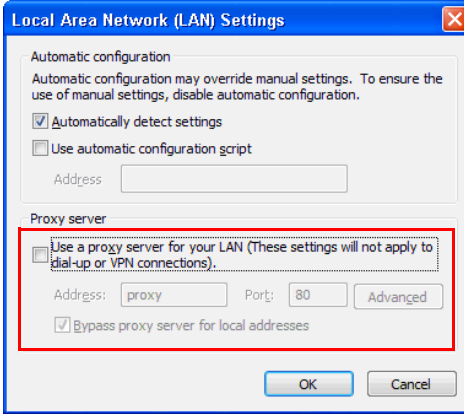 Local Area Network (LAN) Settings
Automatic configuration
Automatic configuration may override manual settings. To ensure the
use of manual settings, disable automatic configuration.
Automatically detect settings
Use automatic configuration script
Address
Proxy server
Use a proxy server for your LAN (These settings will not apply to
dial-up or VPN connections).
Address: proxy Port: 80 Advanced
Bypass proxy server for local addresses
OK Cancel